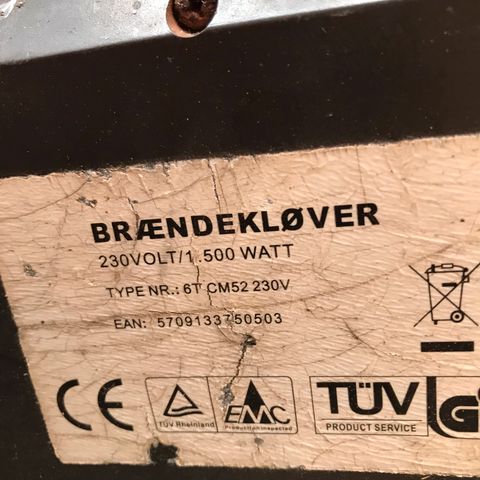 BRÆNDEKLØVER
230VOLT/1.500 WATT
TYPE NR.: 6T CM52 230V
EAN: 5709133750503
CE
TÜV Rheinland
EMC
Production inspected
TÜV
PRODUCT SERVICE
GS